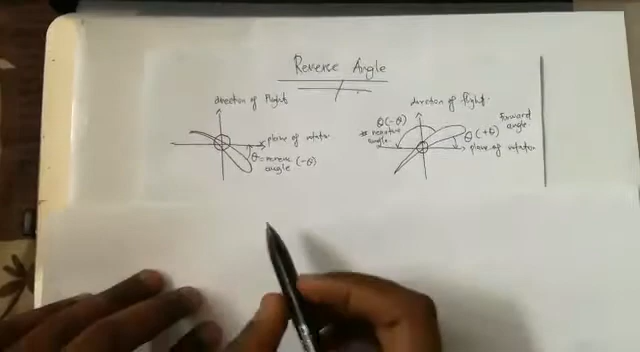 Reverse Angle
direction of flight
plane of rotation
θ = reverse (-θ)
angle
direction of flight.
θ (-θ)
negative
angle
forward
angle
θ (+θ)
plane of rotation